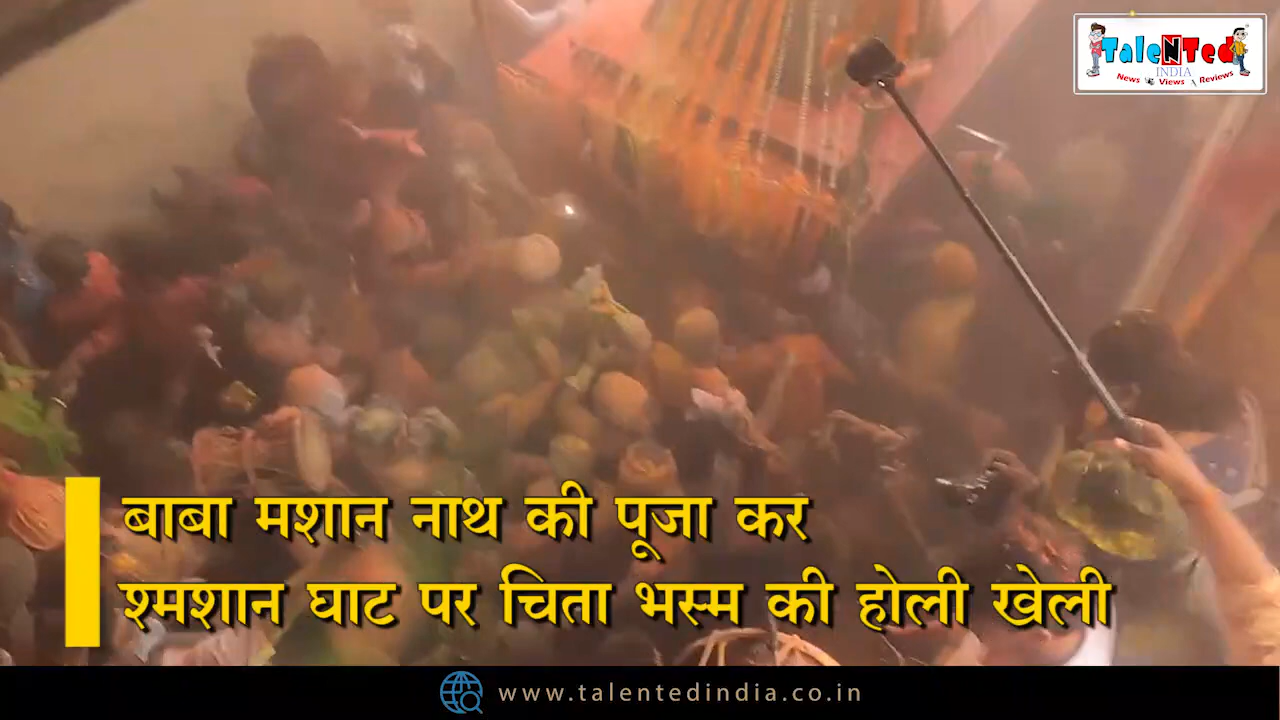 TaleNTed
INDIA
News Views Reviews
बाबा मशान नाथ की पूजा कर
श्मशान घाट पर चिता भस्म की होली खेली
www.talentedindia.co.in